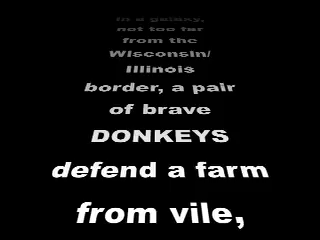 in a galaxy,
not too far
from the
Wisconsin/
Illinois
border, a pair
of brave
DONKEYS
defend a farm
from vile,